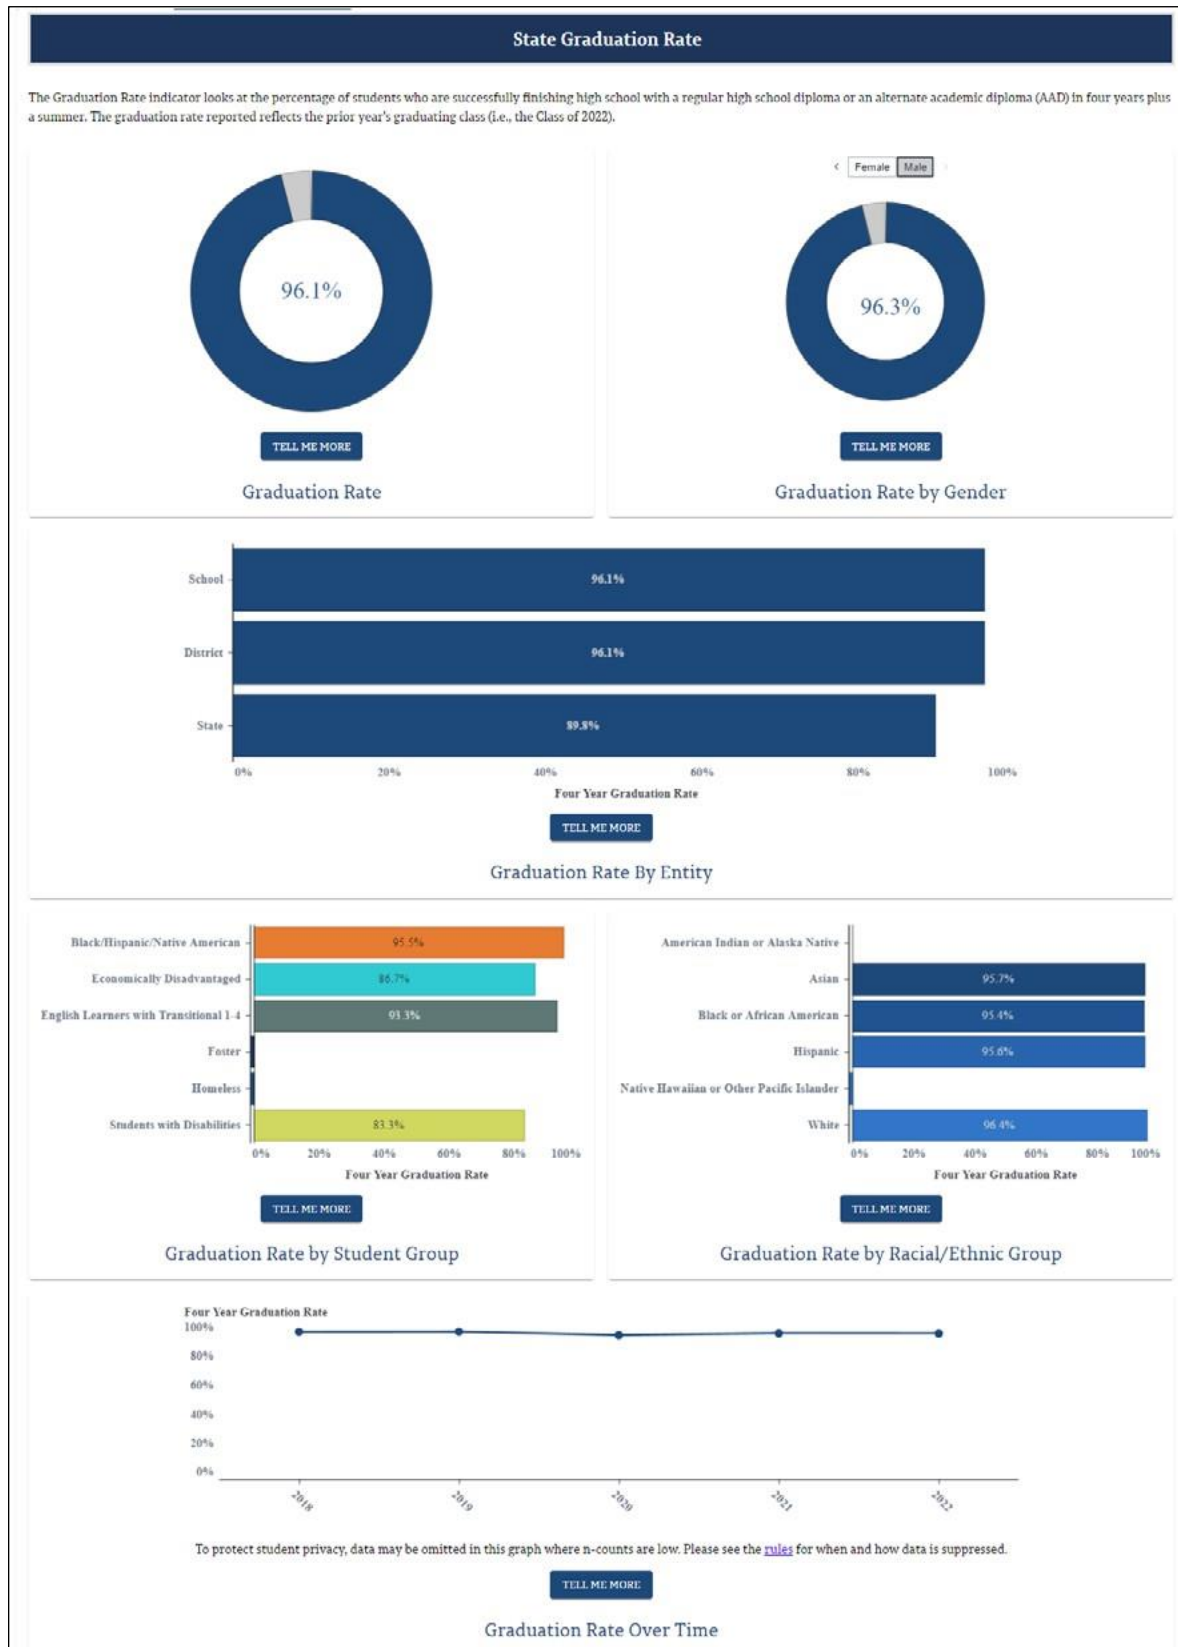 State Graduation Rate
The Graduation Rate indicator looks at the percentage of students who are successfully finishing high school with a regular high school diploma or an alternate academic diploma (AAD) in four years plus
a summer. The graduation rate reported reflects the prior year's graduating class (i.e., the Class of 2022).
96.1%
TELL ME MORE
Graduation Rate
< Female Male
96.3%
TELL ME MORE
Graduation Rate by Gender
School 96.1%
District 96.1%
State 89.8%
0% 20% 40% 60% 80% 100%
Four Year Graduation Rate
TELL ME MORE
Graduation Rate By Entity
Black/Hispanic/Native American 95.5%
Economically Disadvantaged 86.7%
English Learners with Transitional 1-4 93.3%
Foster
Homeless
Students with Disabilities 83.3%
0% 20% 40% 60% 80% 100%
Four Year Graduation Rate
TELL ME MORE
Graduation Rate by Student Group
American Indian or Alaska Native
Asian 95.7%
Black or African American 95.4%
Hispanic 95.6%
Native Hawaiian or Other Pacific Islander
White 96.4%
0% 20% 40% 60% 80% 100%
Four Year Graduation Rate
TELL ME MORE
Graduation Rate by Racial/Ethnic Group
Four Year Graduation Rate
100%
80%
60%
40%
20%
0%
2018 2019 2020 2021 2022
To protect student privacy, data may be omitted in this graph where n-counts are low. Please see the rules for when and how data is suppressed.
TELL ME MORE
Graduation Rate Over Time